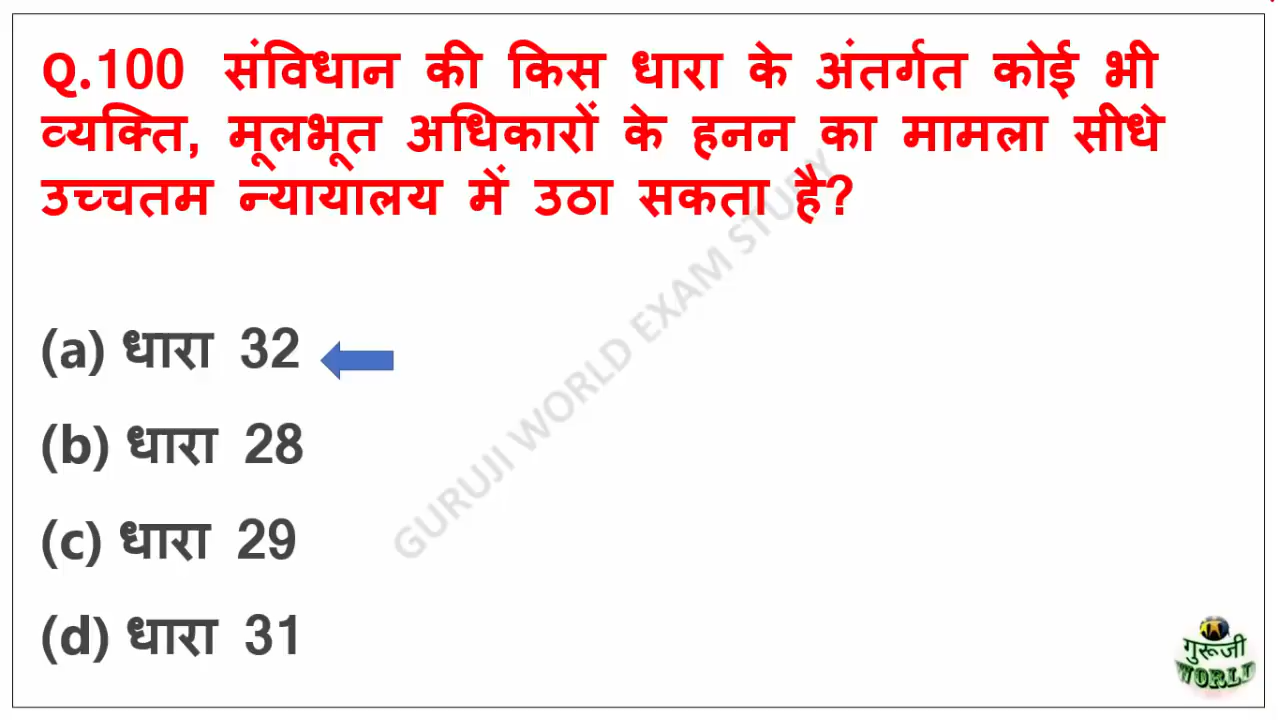 Q.100 संविधान की किस धारा के अंतर्गत कोई भी
व्यक्ति, मूलभूत अधिकारों के हनन का मामला सीधे
उच्चतम न्यायालय में उठा सकता है?
(a) धारा 32
(b) धारा 28
(c) धारा 29
(d) धारा 31
GURUJI WORLD EXAM STUDY
गुरूजी
WORLD